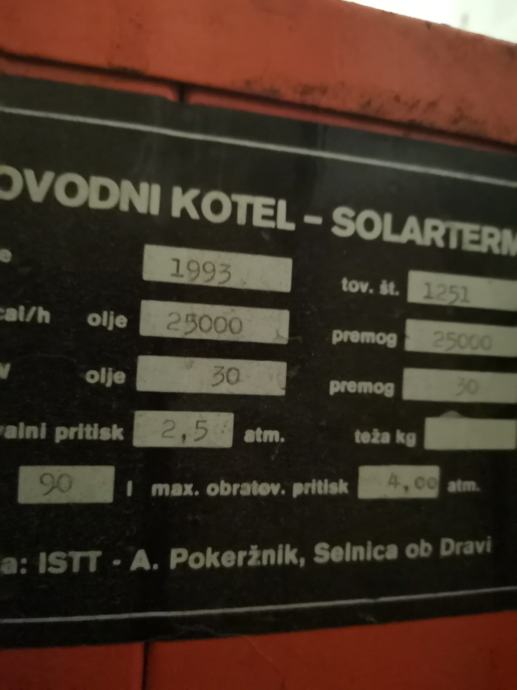 OVODNI KOTEL - SOLARTERM
e 1993 tov. št. 1251
cal/h olje 25000 premog 25000
olje 30 premog 30
valni pritisk 2,5 atm. teža kg
90 l max. obratov. pritisk 4,00 atm.
a: ISTT - A. Pokeržnik, Selnica ob Dravi